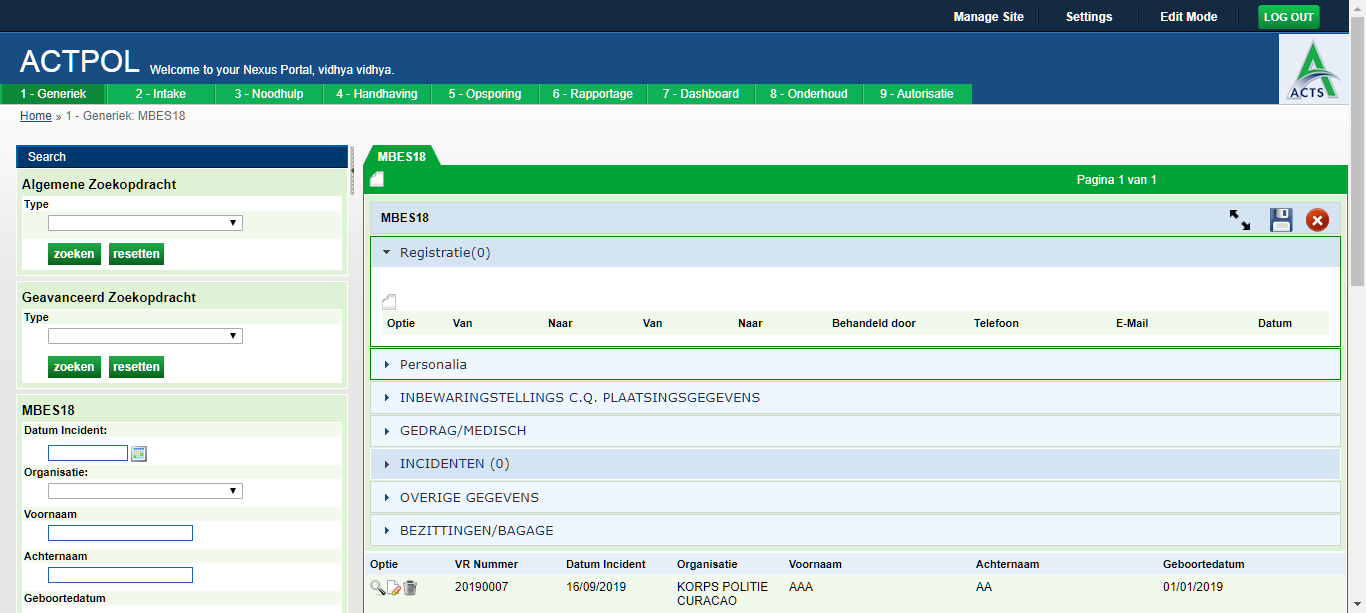 Manage Site Settings Edit Mode LOG OUT
ACTPOL Welcome to your Nexus Portal, vidhya vidhya.
ACTS
1 - Generiek 2 - Intake 3 - Noodhulp 4 - Handhaving 5 - Opsporing 6 - Rapportage 7 - Dashboard 8 - Onderhoud 9 - Autorisatie
Home » 1 - Generiek: MBES18
Search
Algemene Zoekopdracht
Type
zoeken resetten
Geavanceerd Zoekopdracht
Type
zoeken resetten
MBES18
Datum Incident:
Organisatie:
Voornaam
Achternaam
Geboortedatum
MBES18
Pagina 1 van 1
MBES18
Registratie(0)
Optie Van Naar Van Naar Behandeld door Telefoon E-Mail Datum
Personalia
INBEWARINGSTELLINGS C.Q. PLAATSINGSGEGEVENS
GEDRAG/MEDISCH
INCIDENTEN (0)
OVERIGE GEGEVENS
BEZITTINGEN/BAGAGE
Optie VR Nummer Datum Incident Organisatie Voornaam Achternaam Geboortedatum
20190007 16/09/2019 KORPS POLITIE AAA AA 01/01/2019
CURACAO